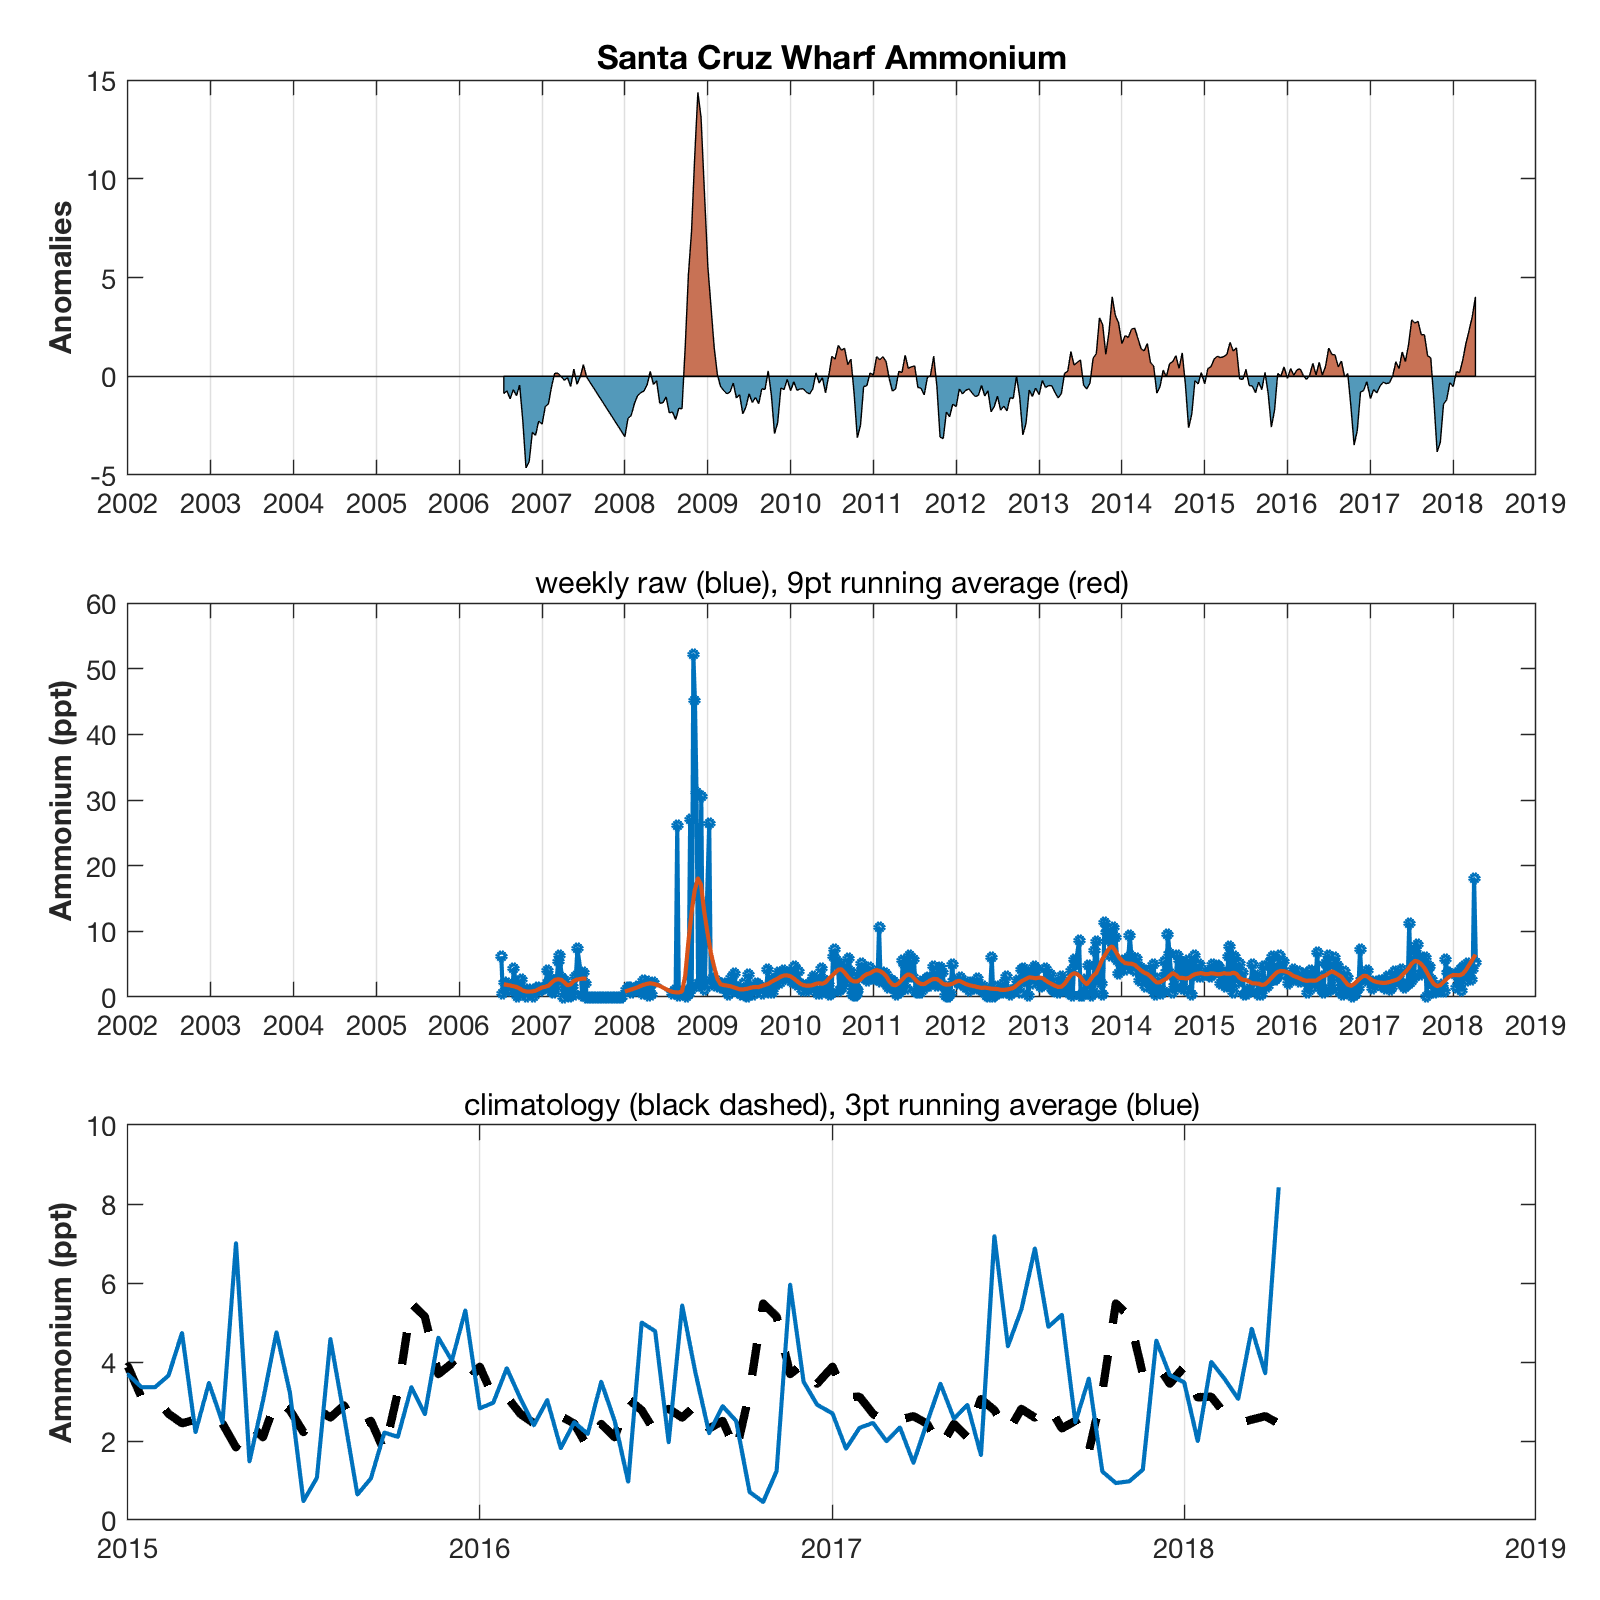 Santa Cruz Wharf Ammonium
Anomalies
15
10
5
0
-5
2002 2003 2004 2005 2006 2007 2008 2009 2010 2011 2012 2013 2014 2015 2016 2017 2018 2019
weekly raw (blue), 9pt running average (red)
Ammonium (ppt)
60
50
40
30
20
10
0
2002 2003 2004 2005 2006 2007 2008 2009 2010 2011 2012 2013 2014 2015 2016 2017 2018 2019
climatology (black dashed), 3pt running average (blue)
Ammonium (ppt)
10
8
6
4
2
0
2015 2016 2017 2018 2019